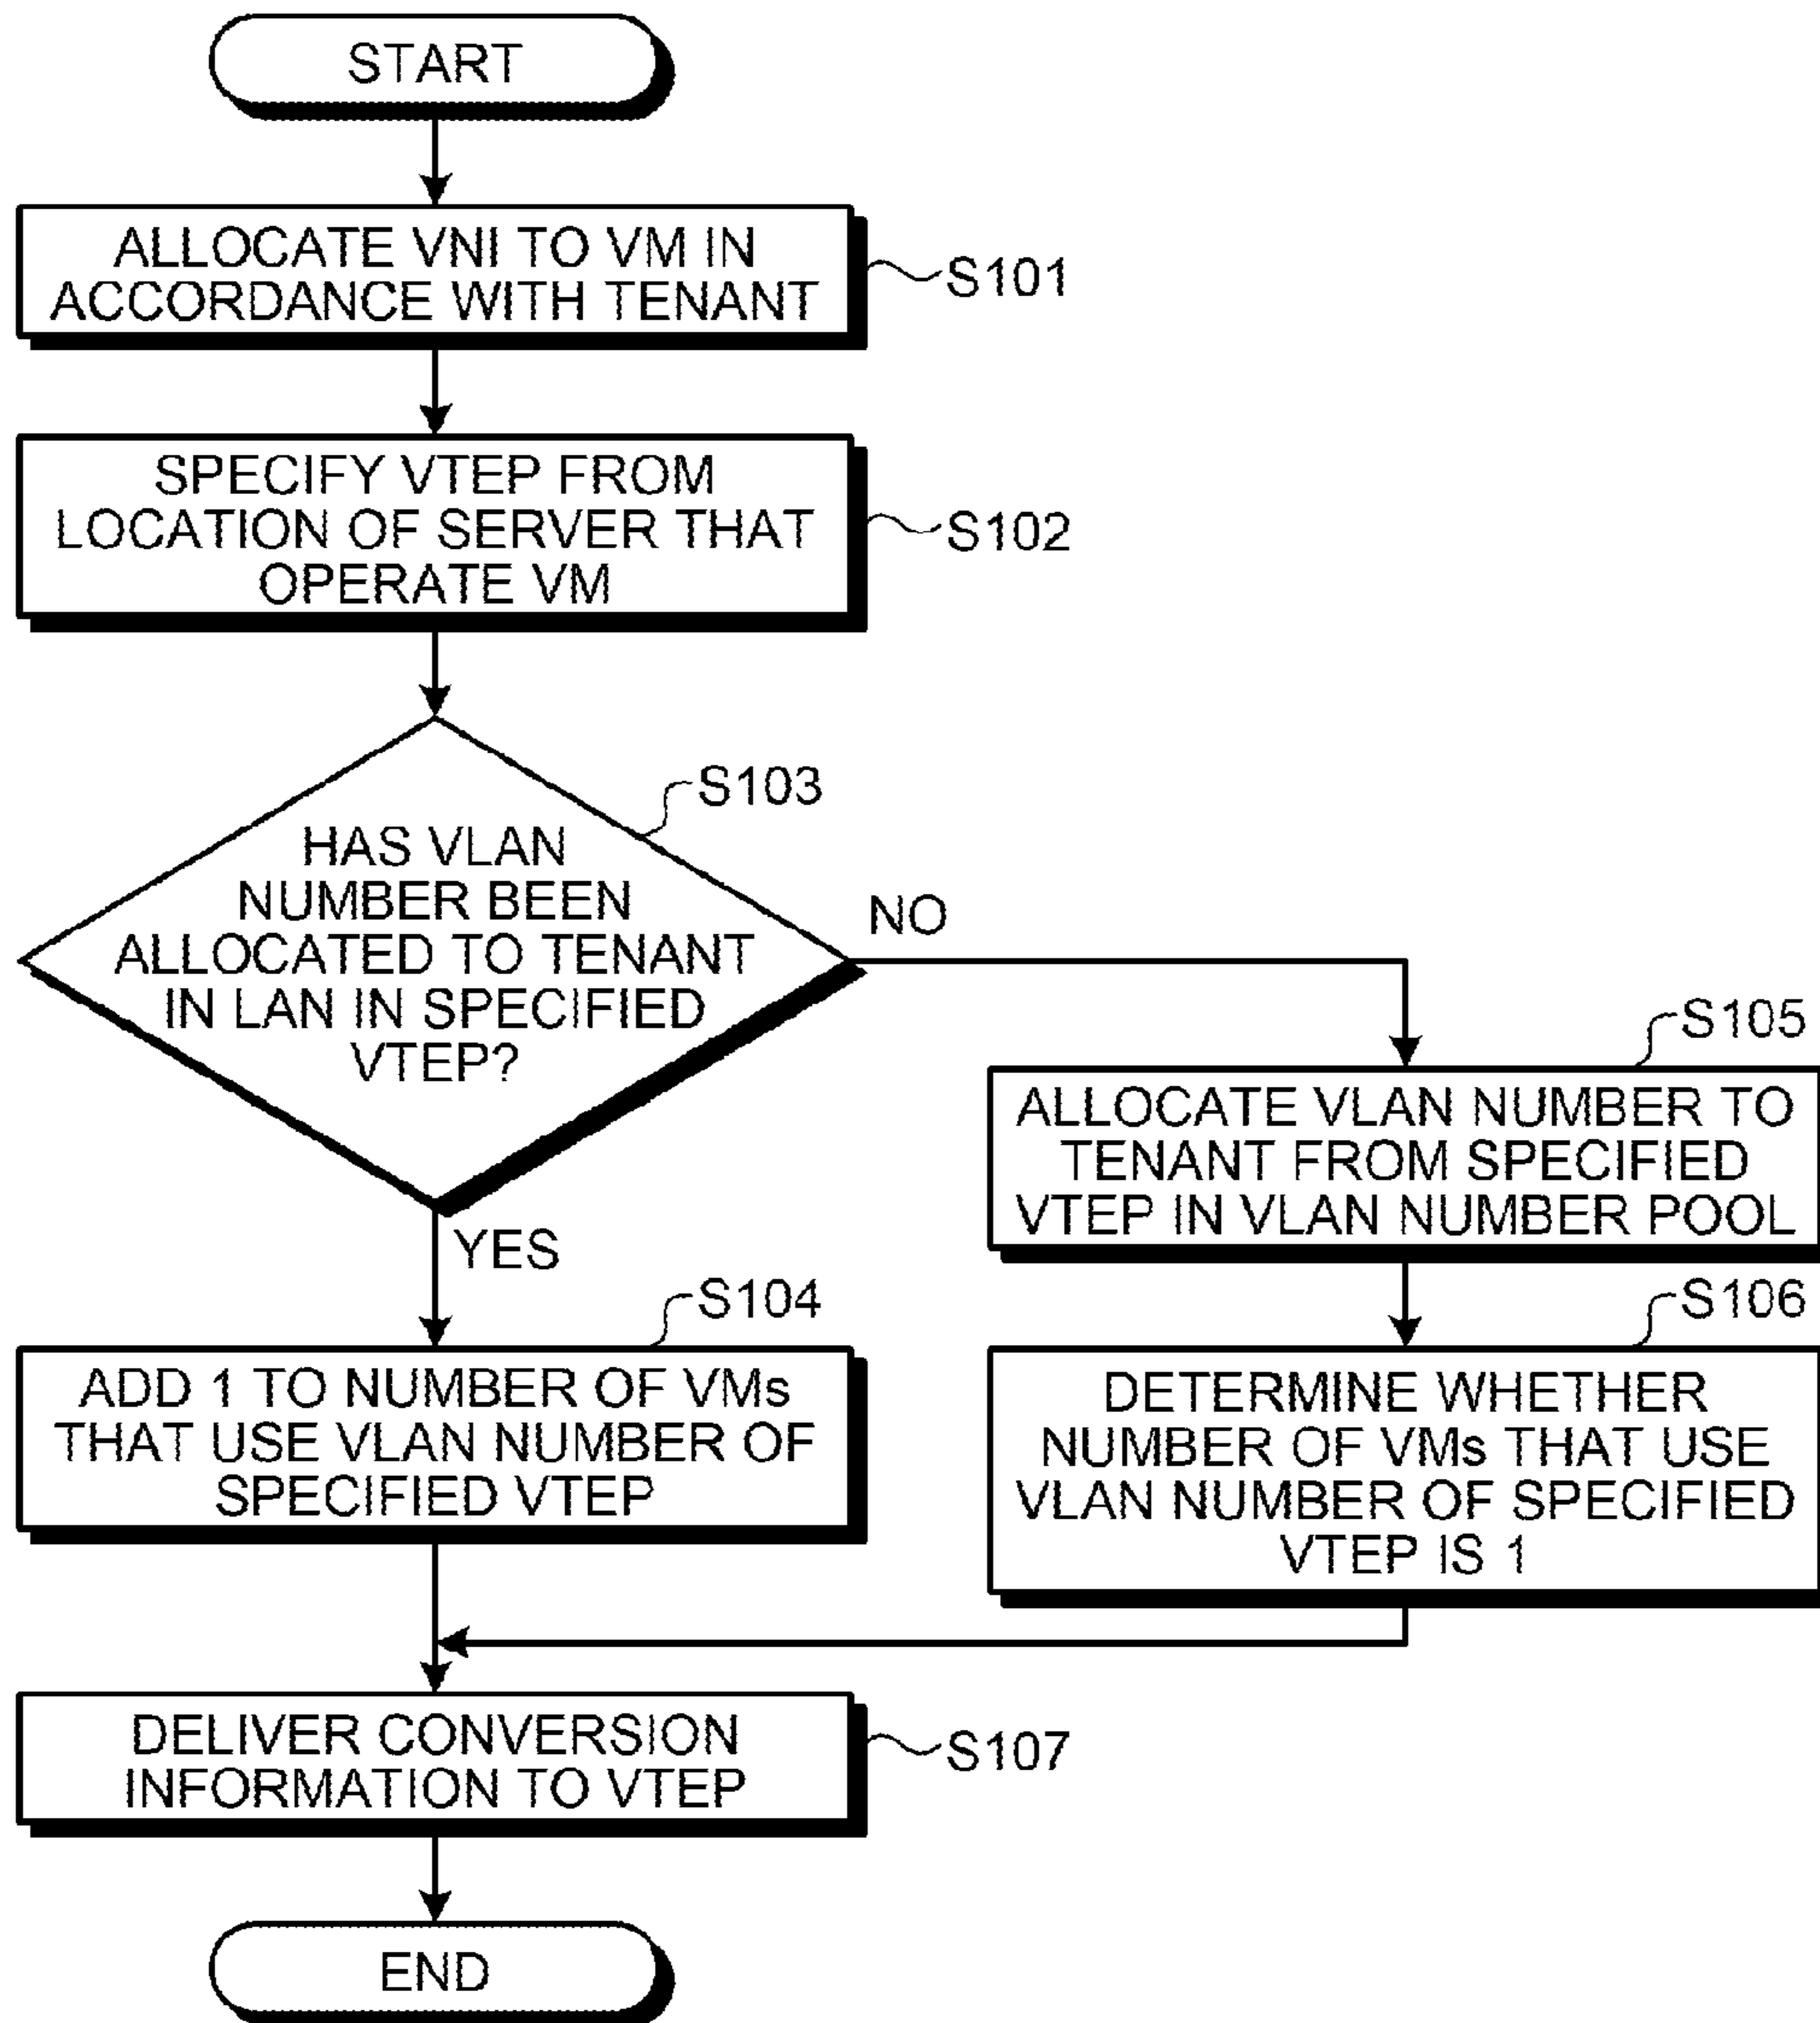 START
ALLOCATE VNI TO VM IN
ACCORDANCE WITH TENANT
S101
SPECIFY VTEP FROM
LOCATION OF SERVER THAT
OPERATE VM
S102
S103
HAS VLAN
NUMBER BEEN
ALLOCATED TO TENANT
IN LAN IN SPECIFIED
VTEP?
NO
YES
S104
ADD 1 TO NUMBER OF VMs
THAT USE VLAN NUMBER OF
SPECIFIED VTEP
S105
ALLOCATE VLAN NUMBER TO
TENANT FROM SPECIFIED
VTEP IN VLAN NUMBER POOL
S106
DETERMINE WHETHER
NUMBER OF VMs THAT USE
VLAN NUMBER OF SPECIFIED
VTEP IS 1
DELIVER CONVERSION
INFORMATION TO VTEP
S107
END